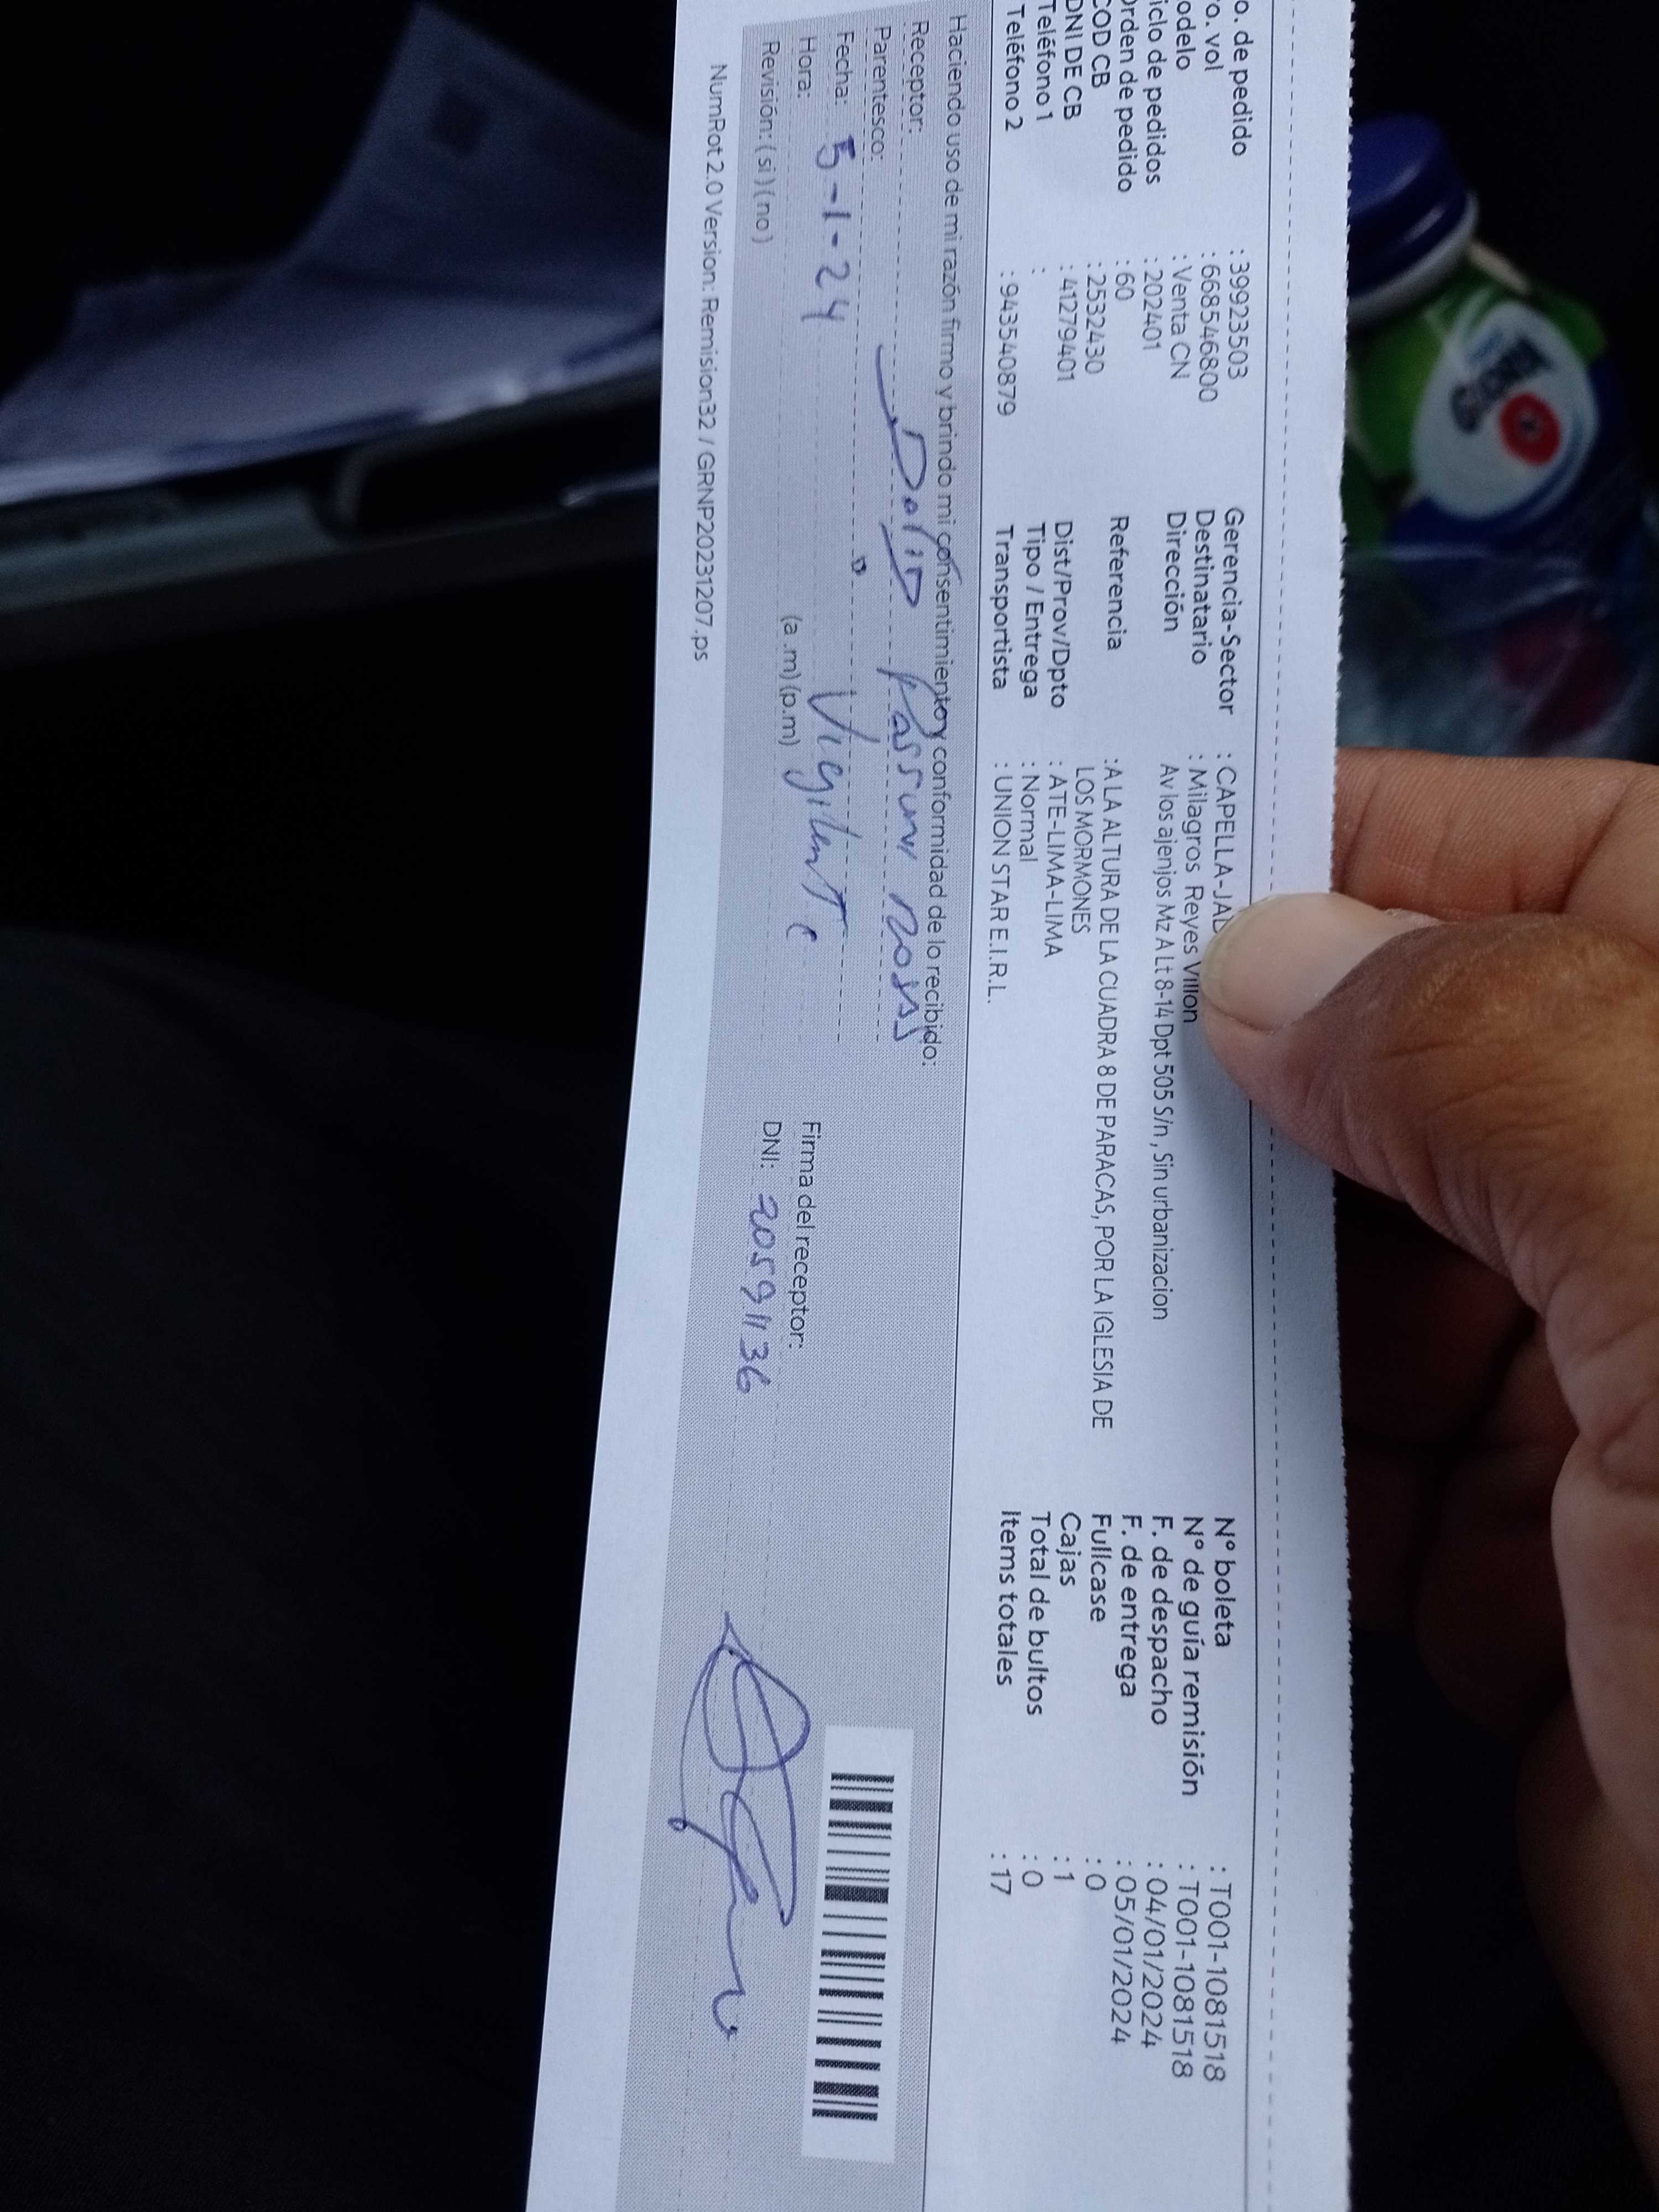 o. de pedido : 39923503 Gerencia-Sector : CAPELLA-JAD Nº boleta : T001-1081518
o. vol : 668546800 Destinatario : Milagros Reyes Villon Nº de guía remisión : T001-1081518
odelo : Venta CN Dirección Av los ajenjos Mz A Lt 8-14 Dpt 505 S/n , Sin urbanizacion F. de despacho : 04/01/2024
iclo de pedidos : 202401 F. de entrega : 05/01/2024
rden de pedido : 60 Referencia : A LA ALTURA DE LA CUADRA 8 DE PARACAS, POR LA IGLESIA DE Fullcase : 0
COD CB : 2532430 LOS MORMONES Cajas : 1
DNI DE CB : 41279401 Dist/Prov/Dpto : ATE-LIMA-LIMA Total de bultos : 0
Teléfono 1 : Tipo / Entrega : Normal Items totales : 17
Teléfono 2 : 943540879 Transportista : UNION STAR E.I.R.L.
Haciendo uso de mi razón firmo y brindo mi consentimiento y conformidad de lo recibido:
Receptor:
Parentesco:
Fecha: 5-1-24 Vigilante
Hora: (a .m) (p.m) Firma del receptor:
Revisión: ( si ) ( no ) DNI: 20591136
NumRot 2.0 Version: Remision32 / GRNP20231207.ps